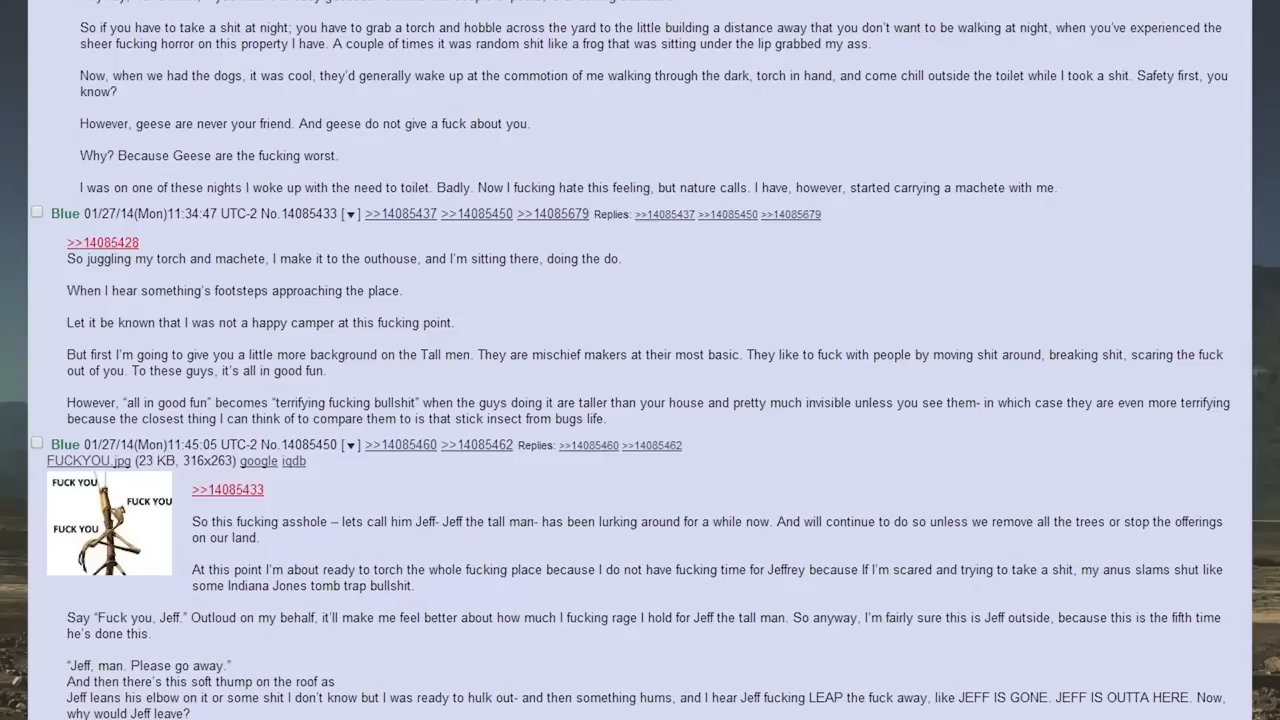 So if you have to take a shit at night; you have to grab a torch and hobble across the yard to the little building a distance away that you don't want to be walking at night, when you've experienced the
sheer fucking horror on this property I have. A couple of times it was random shit like a frog that was sitting under the lip grabbed my ass.
Now, when we had the dogs, it was cool, they'd generally wake up at the commotion of me walking through the dark, torch in hand, and come chill outside the toilet while I took a shit. Safety first, you
know?
However, geese are never your friend. And geese do not give a fuck about you.
Why? Because Geese are the fucking worst.
I was on one of these nights I woke up with the need to toilet. Badly. Now I fucking hate this feeling, but nature calls. I have, however, started carrying a machete with me.
Blue 01/27/14(Mon)11:34:47 UTC-2 No.14085433 [▼] >>14085437 >>14085450 >>14085679 Replies: >>14085437 >>14085450 >>14085679
>>14085428
So juggling my torch and machete, I make it to the outhouse, and I'm sitting there, doing the do.
When I hear something's footsteps approaching the place.
Let it be known that I was not a happy camper at this fucking point.
But first I'm going to give you a little more background on the Tall men. They are mischief makers at their most basic. They like to fuck with people by moving shit around, breaking shit, scaring the fuck
out of you. To these guys, it's all in good fun.
However, “all in good fun” becomes “terrifying fucking bullshit” when the guys doing it are taller than your house and pretty much invisible unless you see them- in which case they are even more terrifying
because the closest thing I can think of to compare them to is that stick insect from bugs life.
Blue 01/27/14(Mon)11:45:05 UTC-2 No.14085450 [▼] >>14085460 >>14085462 Replies: >>14085460 >>14085462
FUCKYOU.jpg (23 KB, 316x263) google iqdb
FUCK YOU
FUCK YOU
FUCK YOU
>>14085433
So this fucking asshole – lets call him Jeff- Jeff the tall man- has been lurking around for a while now. And will continue to do so unless we remove all the trees or stop the offerings
on our land.
At this point I'm about ready to torch the whole fucking place because I do not have fucking time for Jeffrey because If I'm scared and trying to take a shit, my anus slams shut like
some Indiana Jones tomb trap bullshit.
Say “Fuck you, Jeff.” Outloud on my behalf, it'll make me feel better about how much I fucking rage I hold for Jeff the tall man. So anyway, I'm fairly sure this is Jeff outside, because this is the fifth time
he's done this.
“Jeff, man. Please go away.”
And then there's this soft thump on the roof as
Jeff leans his elbow on it or some shit I don't know but I was ready to hulk out- and then something hums, and I hear Jeff fucking LEAP the fuck away, like JEFF IS GONE. JEFF IS OUTTA HERE. Now,
why would Jeff leave?